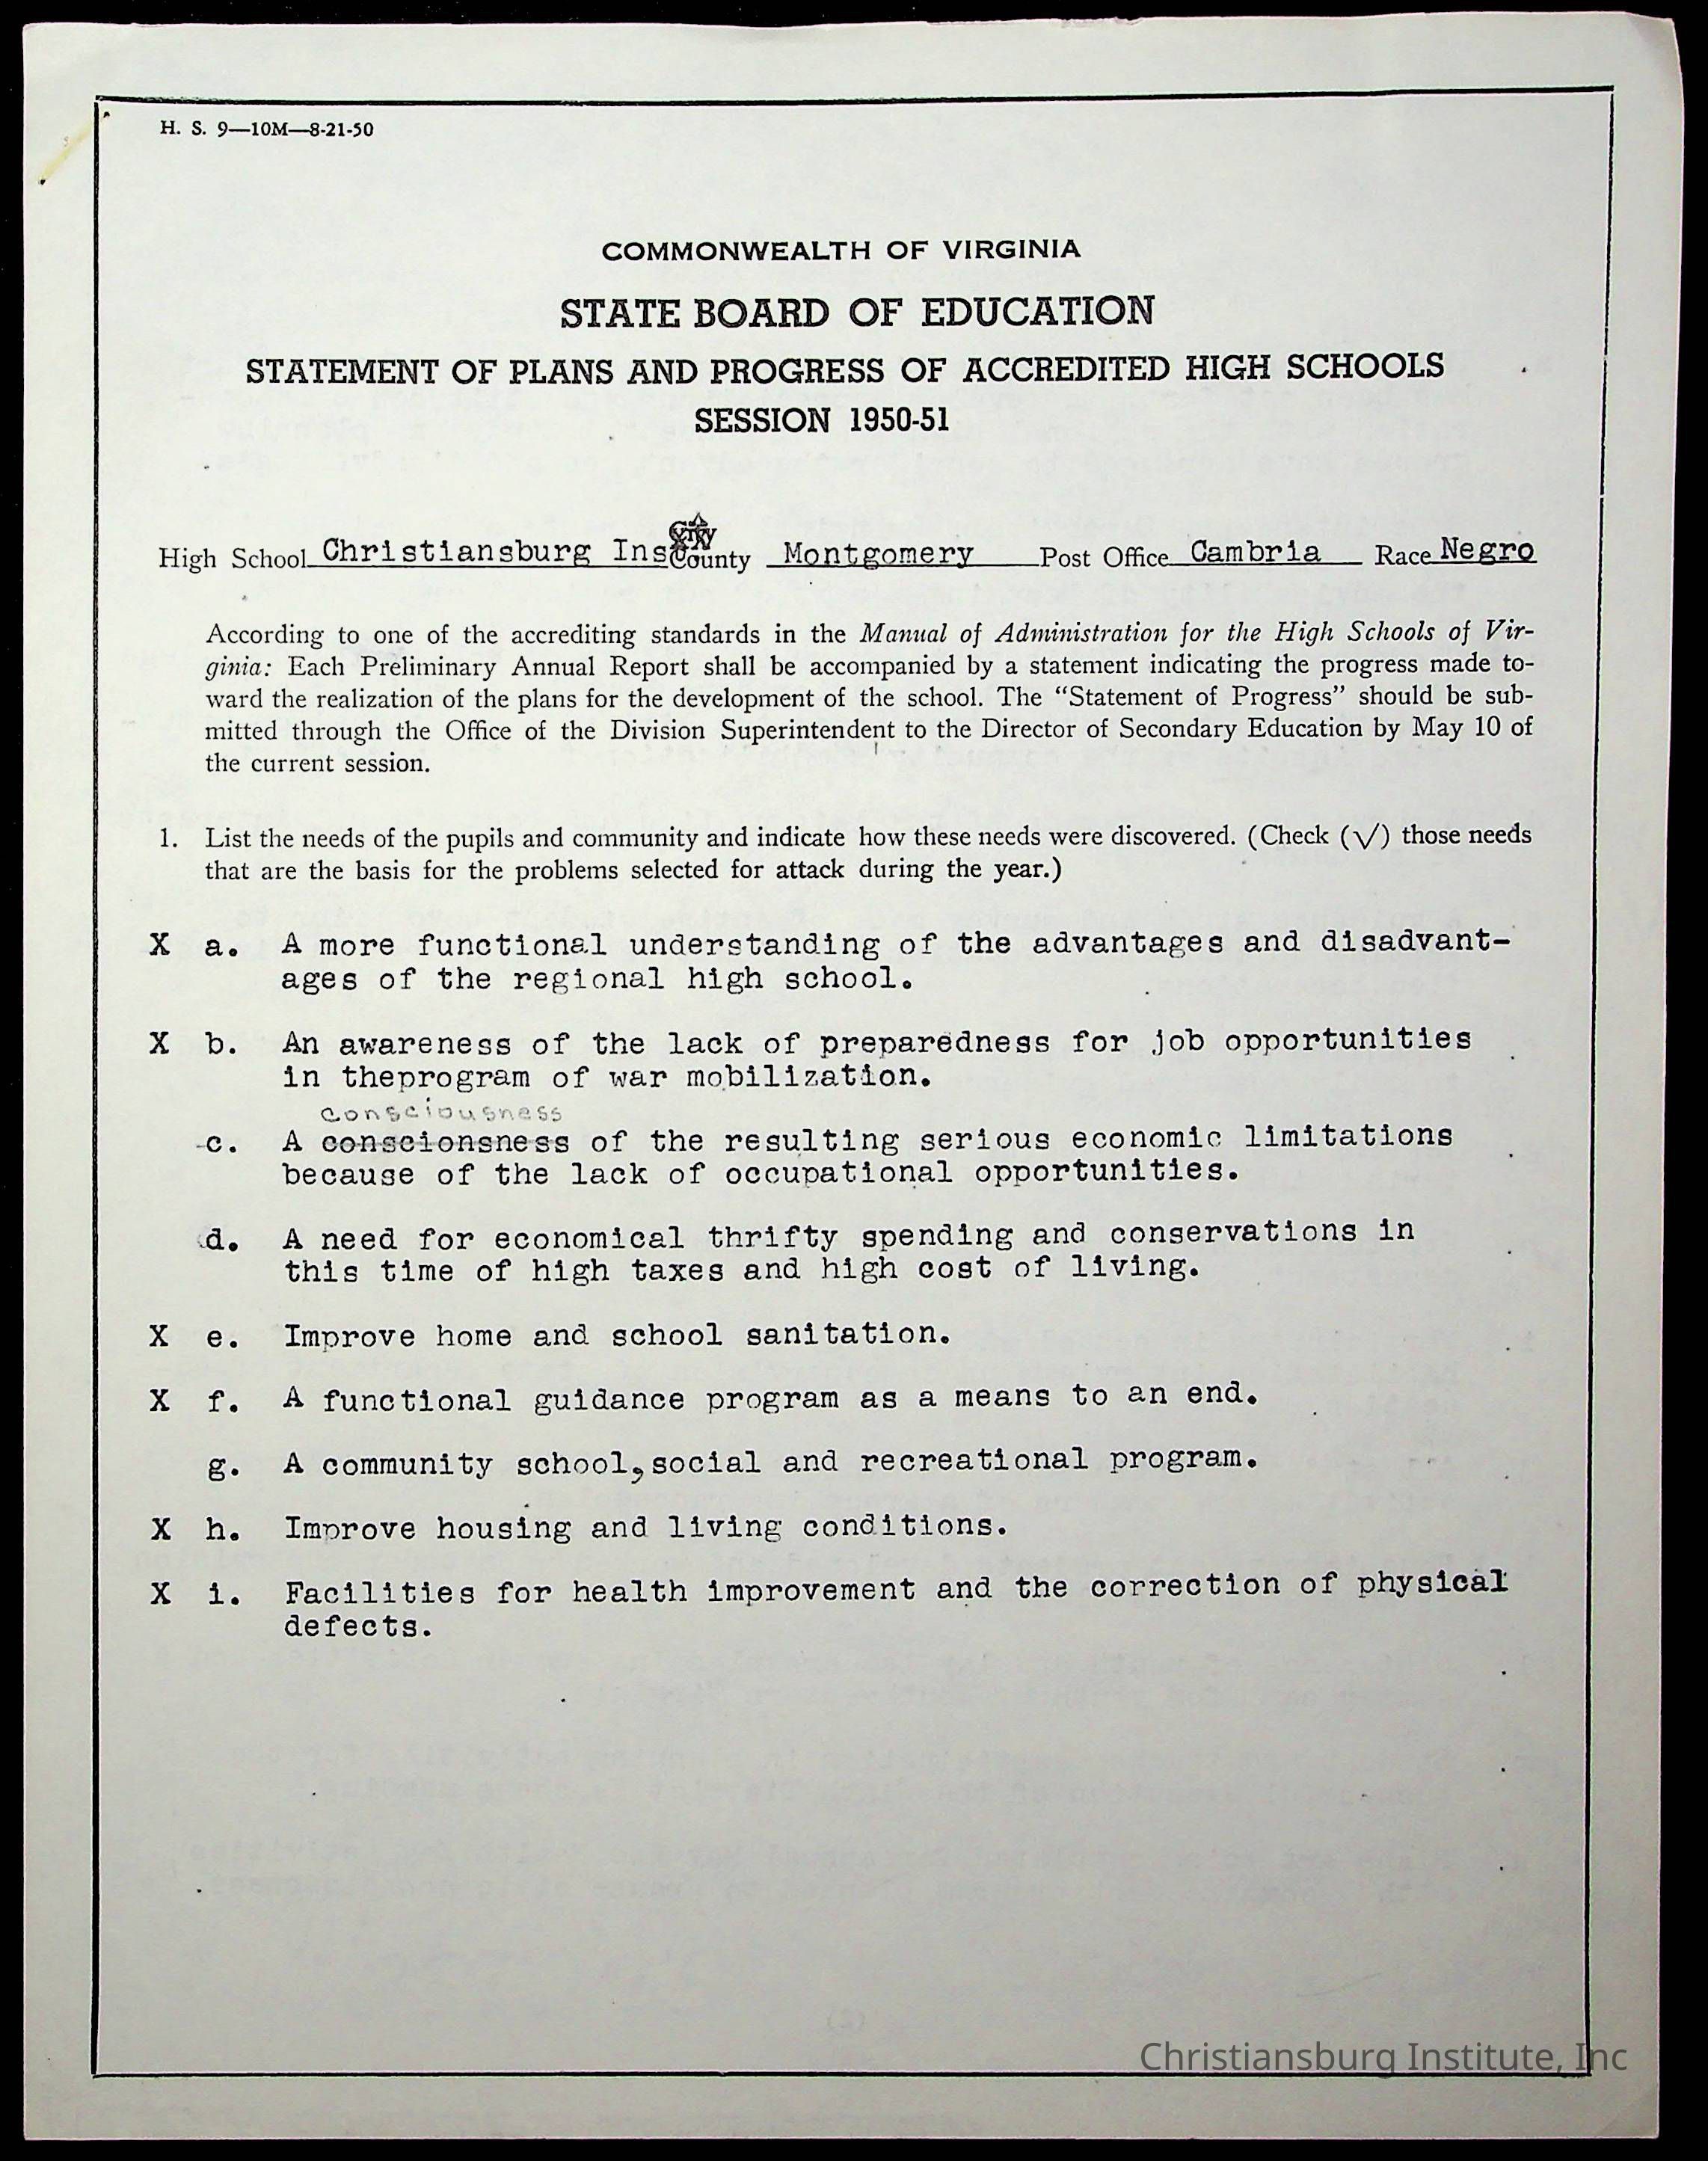 H. S. 9—10M—8-21-50
COMMONWEALTH OF VIRGINIA
STATE BOARD OF EDUCATION
STATEMENT OF PLANS AND PROGRESS OF ACCREDITED HIGH SCHOOLS
SESSION 1950-51
High School Christiansburg Ins County Montgomery Post Office Cambria Race Negro
According to one of the accrediting standards in the Manual of Administration for the High Schools of Vir-
ginia: Each Preliminary Annual Report shall be accompanied by a statement indicating the progress made to-
ward the realization of the plans for the development of the school. The “Statement of Progress” should be sub-
mitted through the Office of the Division Superintendent to the Director of Secondary Education by May 10 of
the current session.
1. List the needs of the pupils and community and indicate how these needs were discovered. (Check (√) those needs
that are the basis for the problems selected for attack during the year.)
X a. A more functional understanding of the advantages and disadvant-
ages of the regional high school.
X b. An awareness of the lack of preparedness for job opportunities
in theprogram of war mobilization.
consciousness
c. A conscionsness of the resulting serious economic limitations
because of the lack of occupational opportunities.
d. A need for economical thrifty spending and conservations in
this time of high taxes and high cost of living.
X e. Improve home and school sanitation.
X f. A functional guidance program as a means to an end.
g. A community school,social and recreational program.
X h. Improve housing and living conditions.
X i. Facilities for health improvement and the correction of physical
defects.
Christiansburg Institute, Inc